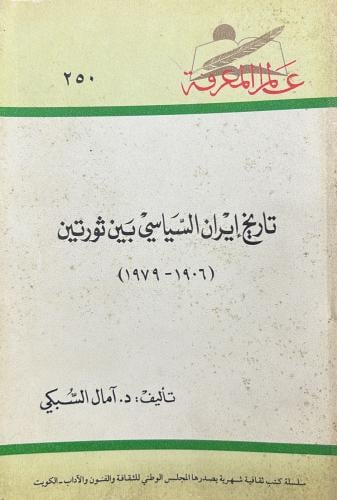 عالم المعرفة
٢٥٠
تاريخ إيران السياسي بين ثورتين
(١٩٠٦ - ١٩٧٩)
تأليف: د. آمال السبكي
سلسلة كتب ثقافية شهرية يصدرها المجلس الوطني للثقافة والفنون والآداب - الكويت